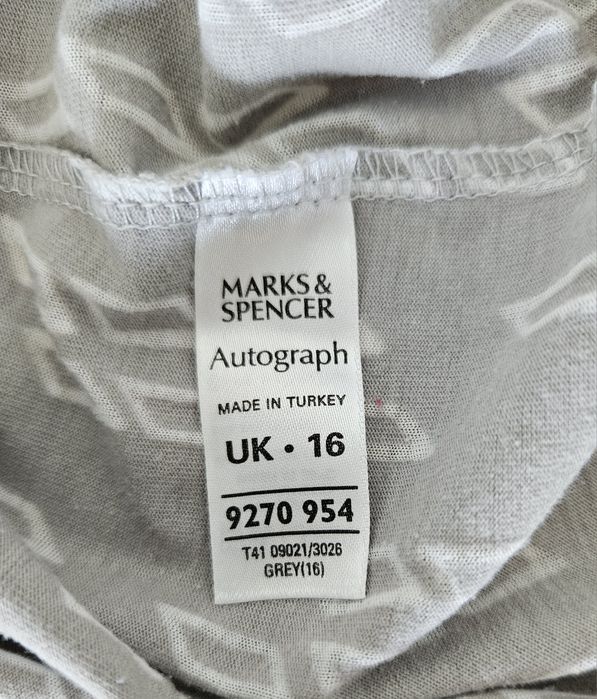 MARKS &
SPENCER
Autograph
MADE IN TURKEY
UK • 16
9270 954
T41 09021/3026
GREY(16)